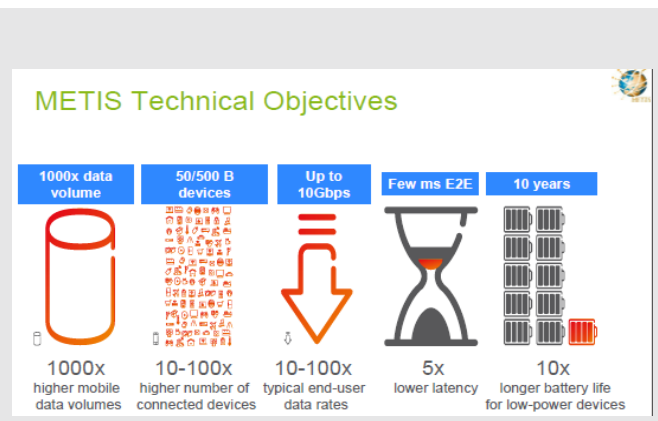 METIS
METIS Technical Objectives
1000x data
volume
50/500 B
devices
Up to
10Gbps
Few ms E2E
10 years
1000x
higher mobile
data volumes
10-100x
higher number of
connected devices
10-100x
typical end-user
data rates
5x
lower latency
10x
longer battery life
for low-power devices